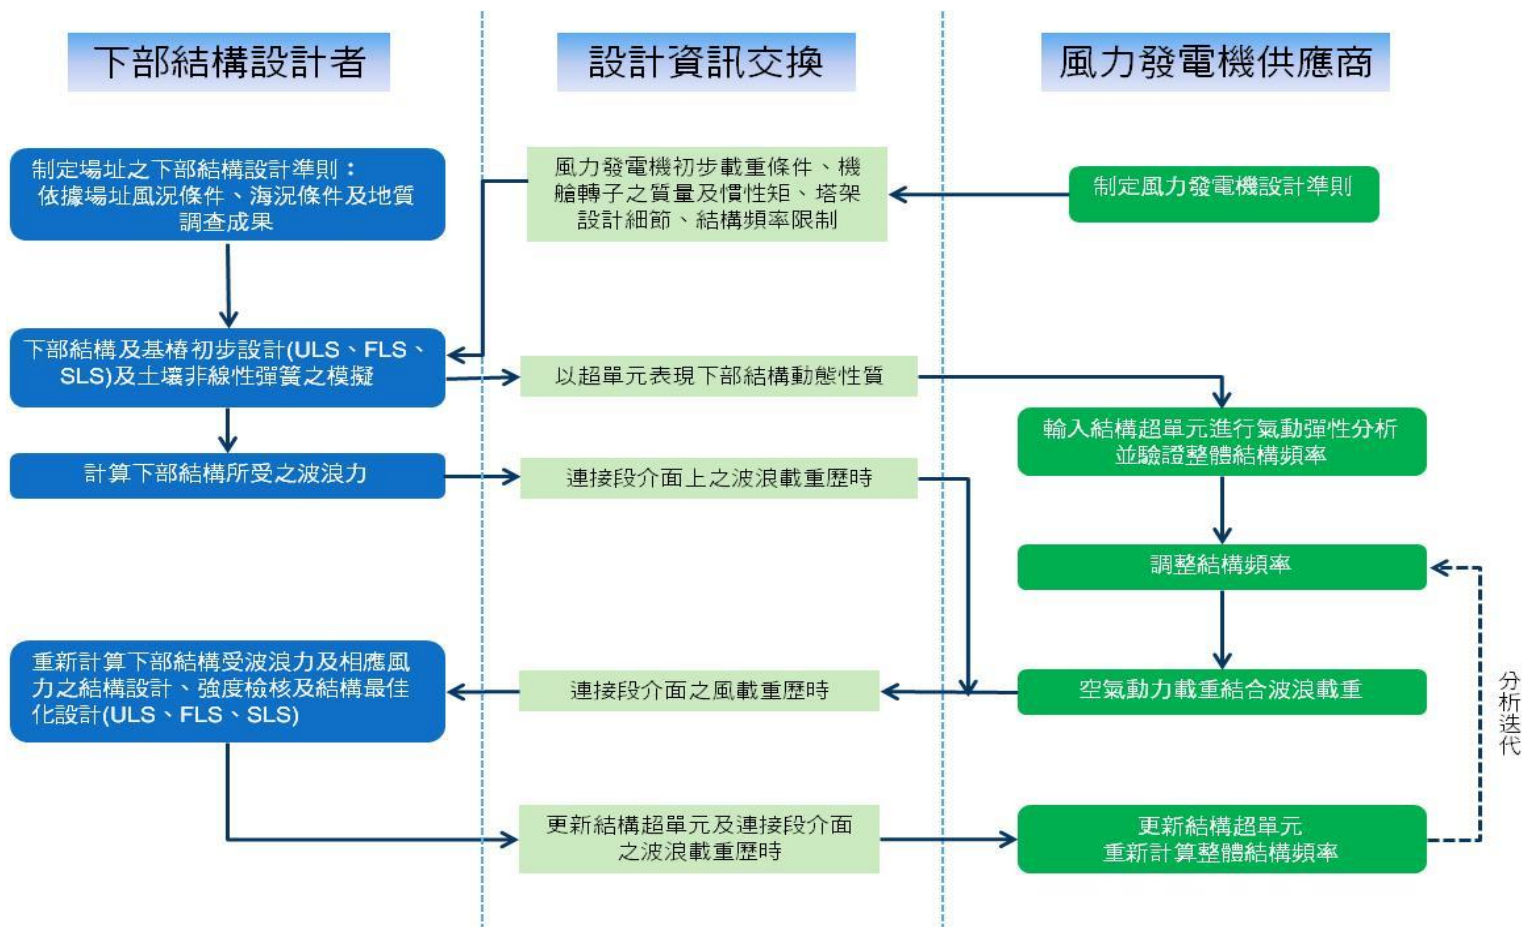 下部結構設計者
設計資訊交換
風力發電機供應商
制定場址之下部結構設計準則：
依據場址風況條件、海況條件及地質
調查成果
風力發電機初步載重條件、機
艙轉子之質量及慣性矩、塔架
設計細節、結構頻率限制
制定風力發電機設計準則
下部結構及基樁初步設計(ULS、FLS、
SLS)及土壤非線性彈簧之模擬
以超單元表現下部結構動態性質
輸入結構超單元進行氣動彈性分析
並驗證整體結構頻率
計算下部結構所受之波浪力
連接段介面上之波浪載重歷時
調整結構頻率
重新計算下部結構受波浪力及相應風
力之結構設計、強度檢核及結構最佳
化設計(ULS、FLS、SLS)
連接段介面之風載重歷時
空氣動力載重結合波浪載重
分析迭代
更新結構超單元及連接段介面
之波浪載重歷時
更新結構超單元
重新計算整體結構頻率